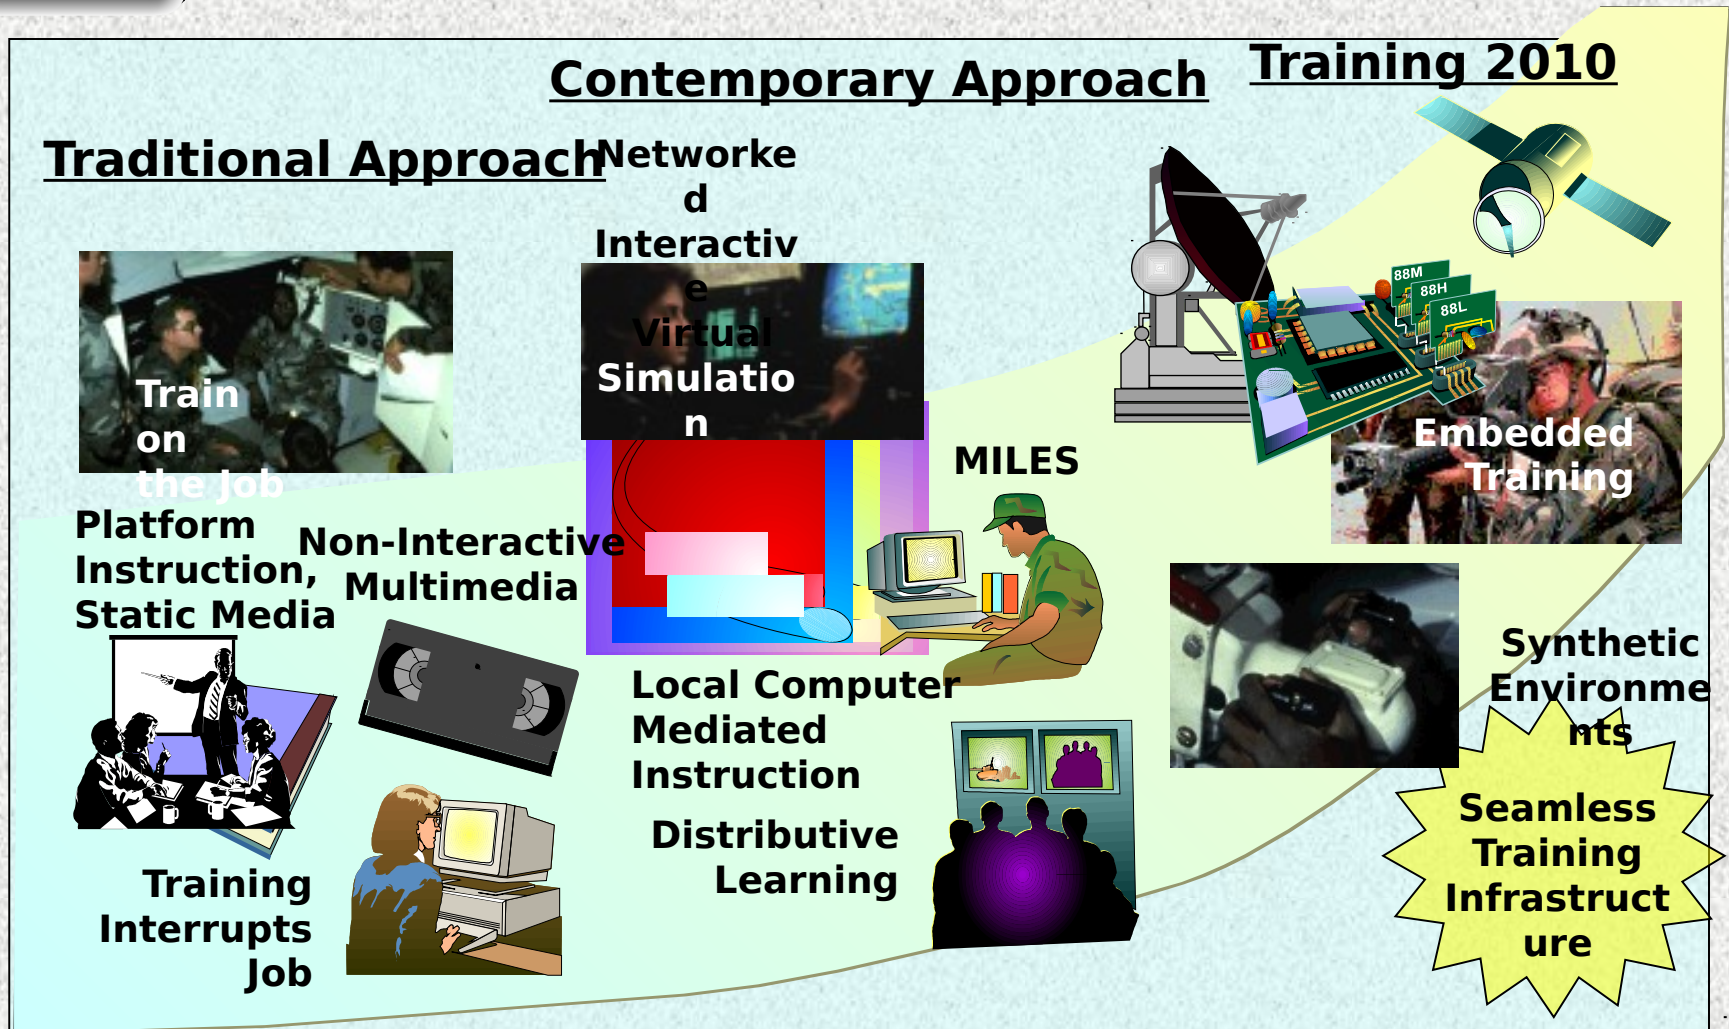 Training 2010
Contemporary Approach
Traditional Approach
Networke
d
Interactiv
e
Virtual
Simulatio
n
Train
on
the Job
Platform
Instruction,
Static Media
Non-Interactive
Multimedia
Training
Interrupts
Job
MILES
Local Computer
Mediated
Instruction
Distributive
Learning
88M
88H
88L
Embedded
Training
Synthetic
Environme
nts
Seamless
Training
Infrastruct
ure